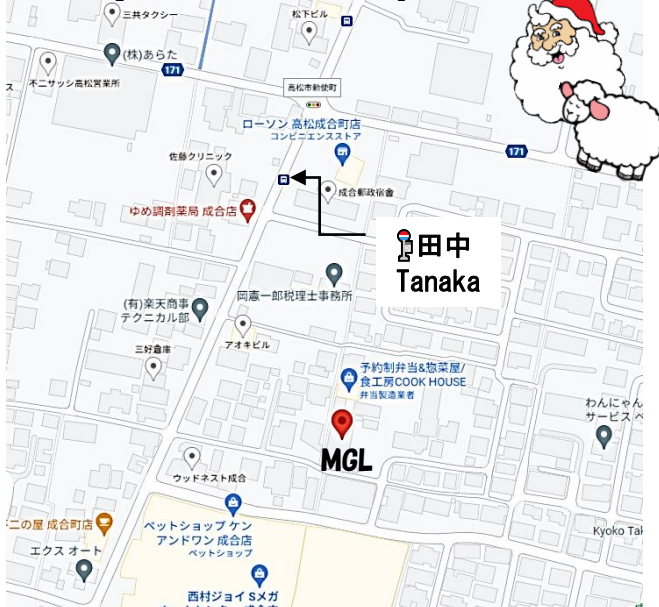 三共タクシー
松下ビル
(株)あらた
171
不二サッシ高松営業所
高松市勅使町
ローソン 高松成合町店
コンビニエンスストア
171
佐藤クリニック
成合郵政宿舎
ゆめ調剤薬局 成合店
田中
Tanaka
岡憲一郎税理士事務所
(有)楽天商事
テクニカル部
アオキビル
三好倉庫
予約制弁当&惣菜屋/
食工房COOK HOUSE
弁当製造業者
わんにゃん
サービス
MGL
ウッドネスト成合
二の屋 成合町店
ペットショップ ケン
アンドワン 成合店
ペットショップ
Kyoko Tak
エクス オート
西村ジョイ Sメガ